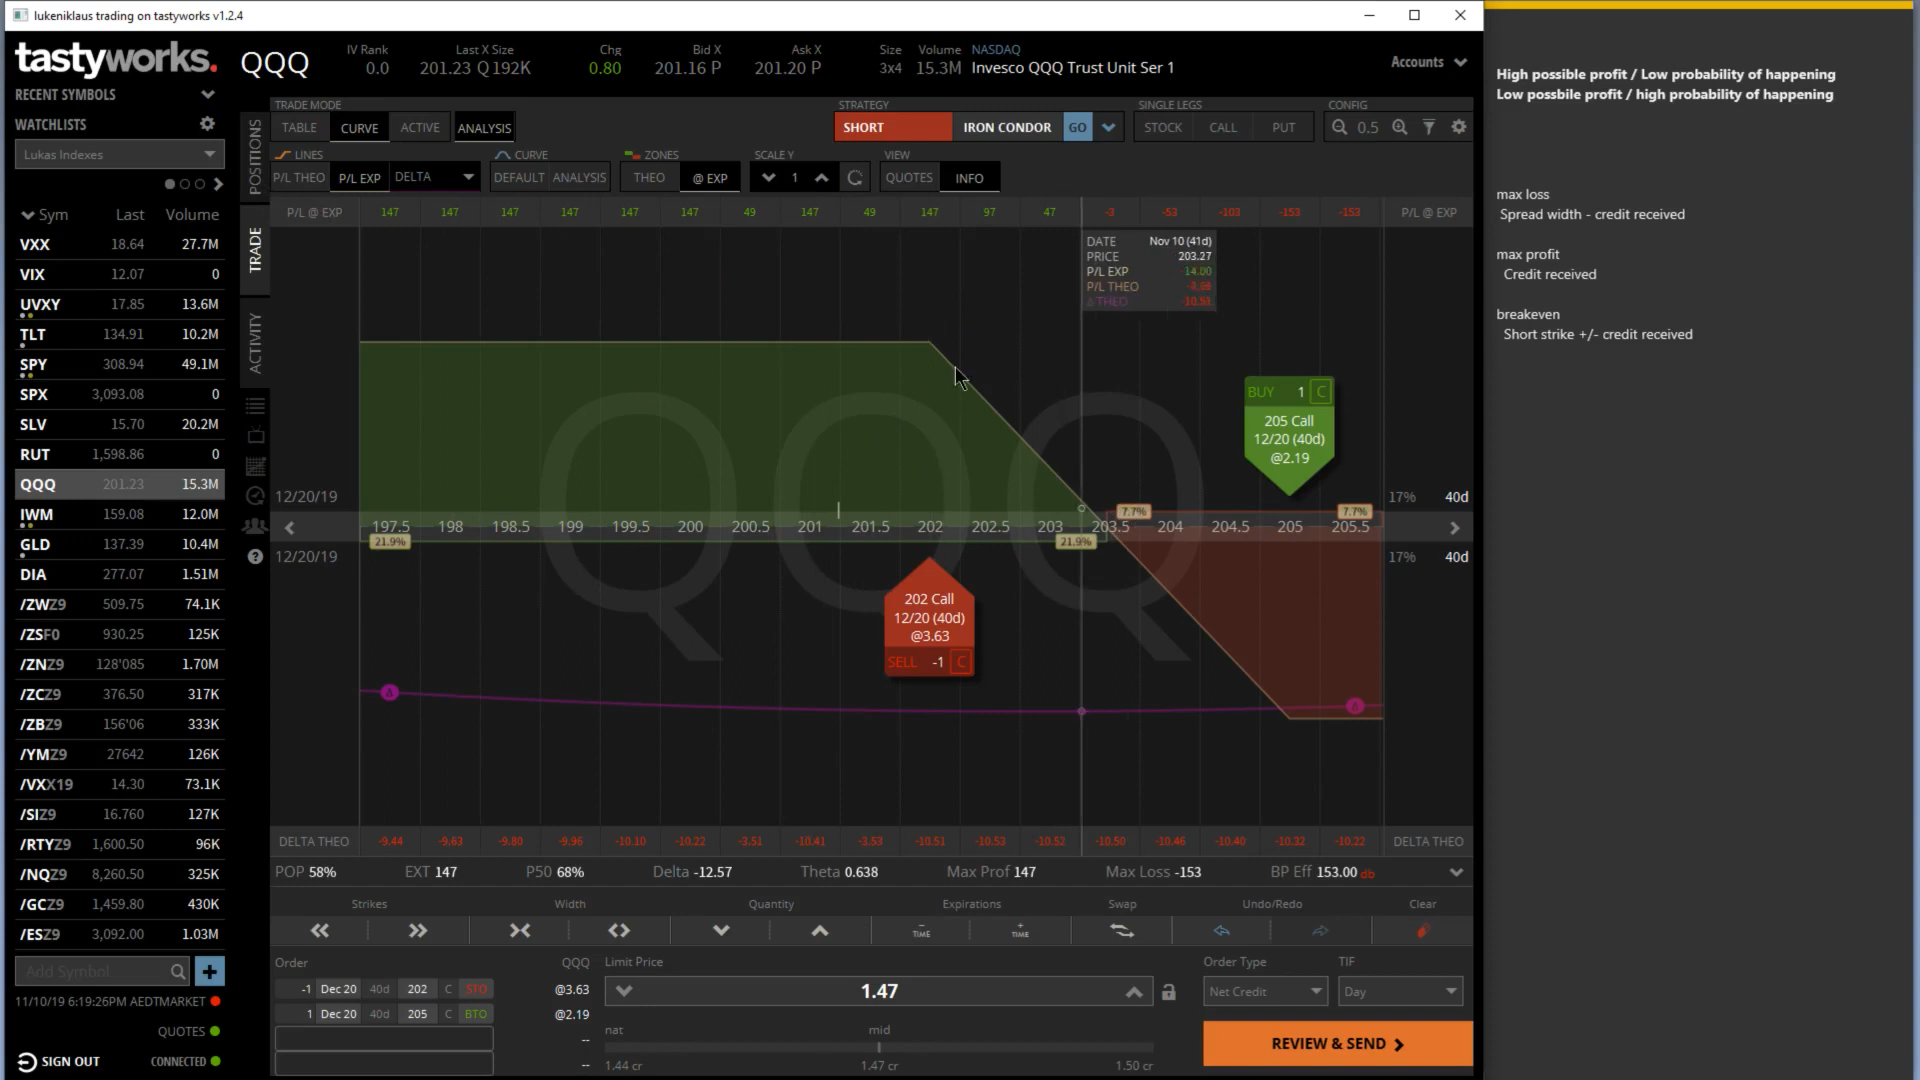 lukeniklaus trading on tastyworks v1.2.4
tastyworks.
RECENT SYMBOLS
WATCHLISTS
Lukas Indexes
Sym Last Volume
VXX 18.64 27.7M
VIX 12.07 0
UVXY 17.85 13.6M
TLT 134.91 10.2M
SPY 308.94 49.1M
SPX 3,093.08 0
SLV 15.70 20.2M
RUT 1,598.86 0
QQQ 201.23 15.3M
IWM 159.08 12.0M
GLD 137.39 10.4M
DIA 277.07 1.51M
/ZWZ9 509.75 74.1K
/ZSF0 930.25 125K
/ZNZ9 128'085 1.70M
/ZCZ9 376.50 317K
/ZBZ9 156'06 333K
/YMZ9 27642 126K
/VXX19 14.30 73.1K
/SIZ9 16.760 127K
/RTYZ9 1,600.50 96K
/NQZ9 8,260.50 325K
/GCZ9 1,459.80 430K
/ESZ9 3,092.00 1.03M
Add Symbol
11/10/19 6:19:26PM AEDT MARKET
QUOTES
SIGN OUT CONNECTED
POSITIONS
TRADE
ACTIVITY
QQQ
IV Rank Last X Size Chg Bid X Ask X Size Volume NASDAQ
0.0 201.23 Q 192K 0.80 201.16 P 201.20 P 3x4 15.3M Invesco QQQ Trust Unit Ser 1
Accounts
TRADE MODE STRATEGY SINGLE LEGS CONFIG
TABLE CURVE ACTIVE ANALYSIS SHORT IRON CONDOR GO STOCK CALL PUT 0.5
LINES CURVE ZONES SCALE Y VIEW
P/L THEO P/L EXP DELTA DEFAULT ANALYSIS THEO @ EXP 1 QUOTES INFO
P/L @ EXP 147 147 147 147 147 147 49 147 49 147 97 47 -3 -53 -103 -153 -153 P/L @ EXP
DATE Nov 10 (41d)
PRICE 203.27
P/L EXP -14.00
P/L THEO
Δ THEO
QQQ
BUY 1 C
205 Call
12/20 (40d)
@2.19
12/20/19 17% 40d
7.7% 7.7%
197.5 198 198.5 199 199.5 200 200.5 201 201.5 202 202.5 203 203.5 204 204.5 205 205.5
21.9% 21.9%
12/20/19 17% 40d
202 Call
12/20 (40d)
@3.63
SELL -1 C
Δ Δ
DELTA THEO -9.44 -9.63 -9.80 -9.96 -10.10 -10.22 -3.51 -10.41 -3.53 -10.51 -10.53 -10.52 -10.50 -10.46 -10.40 -10.32 -10.22 DELTA THEO
POP 58% EXT 147 P50 68% Delta -12.57 Theta 0.638 Max Prof 147 Max Loss -153 BP Eff 153.00 db
Strikes Width Quantity Expirations Swap Undo/Redo Clear
- TIME + TIME
Order QQQ Limit Price Order Type TIF
-1 Dec 20 40d 202 C STO @3.63 1.47 Net Credit Day
1 Dec 20 40d 205 C BTO @2.19
-- nat mid
-- 1.44 cr 1.47 cr 1.50 cr
REVIEW & SEND
High possible profit / Low probability of happening
Low possbile profit / high probability of happening
max loss
Spread width - credit received
max profit
Credit received
breakeven
Short strike +/- credit received